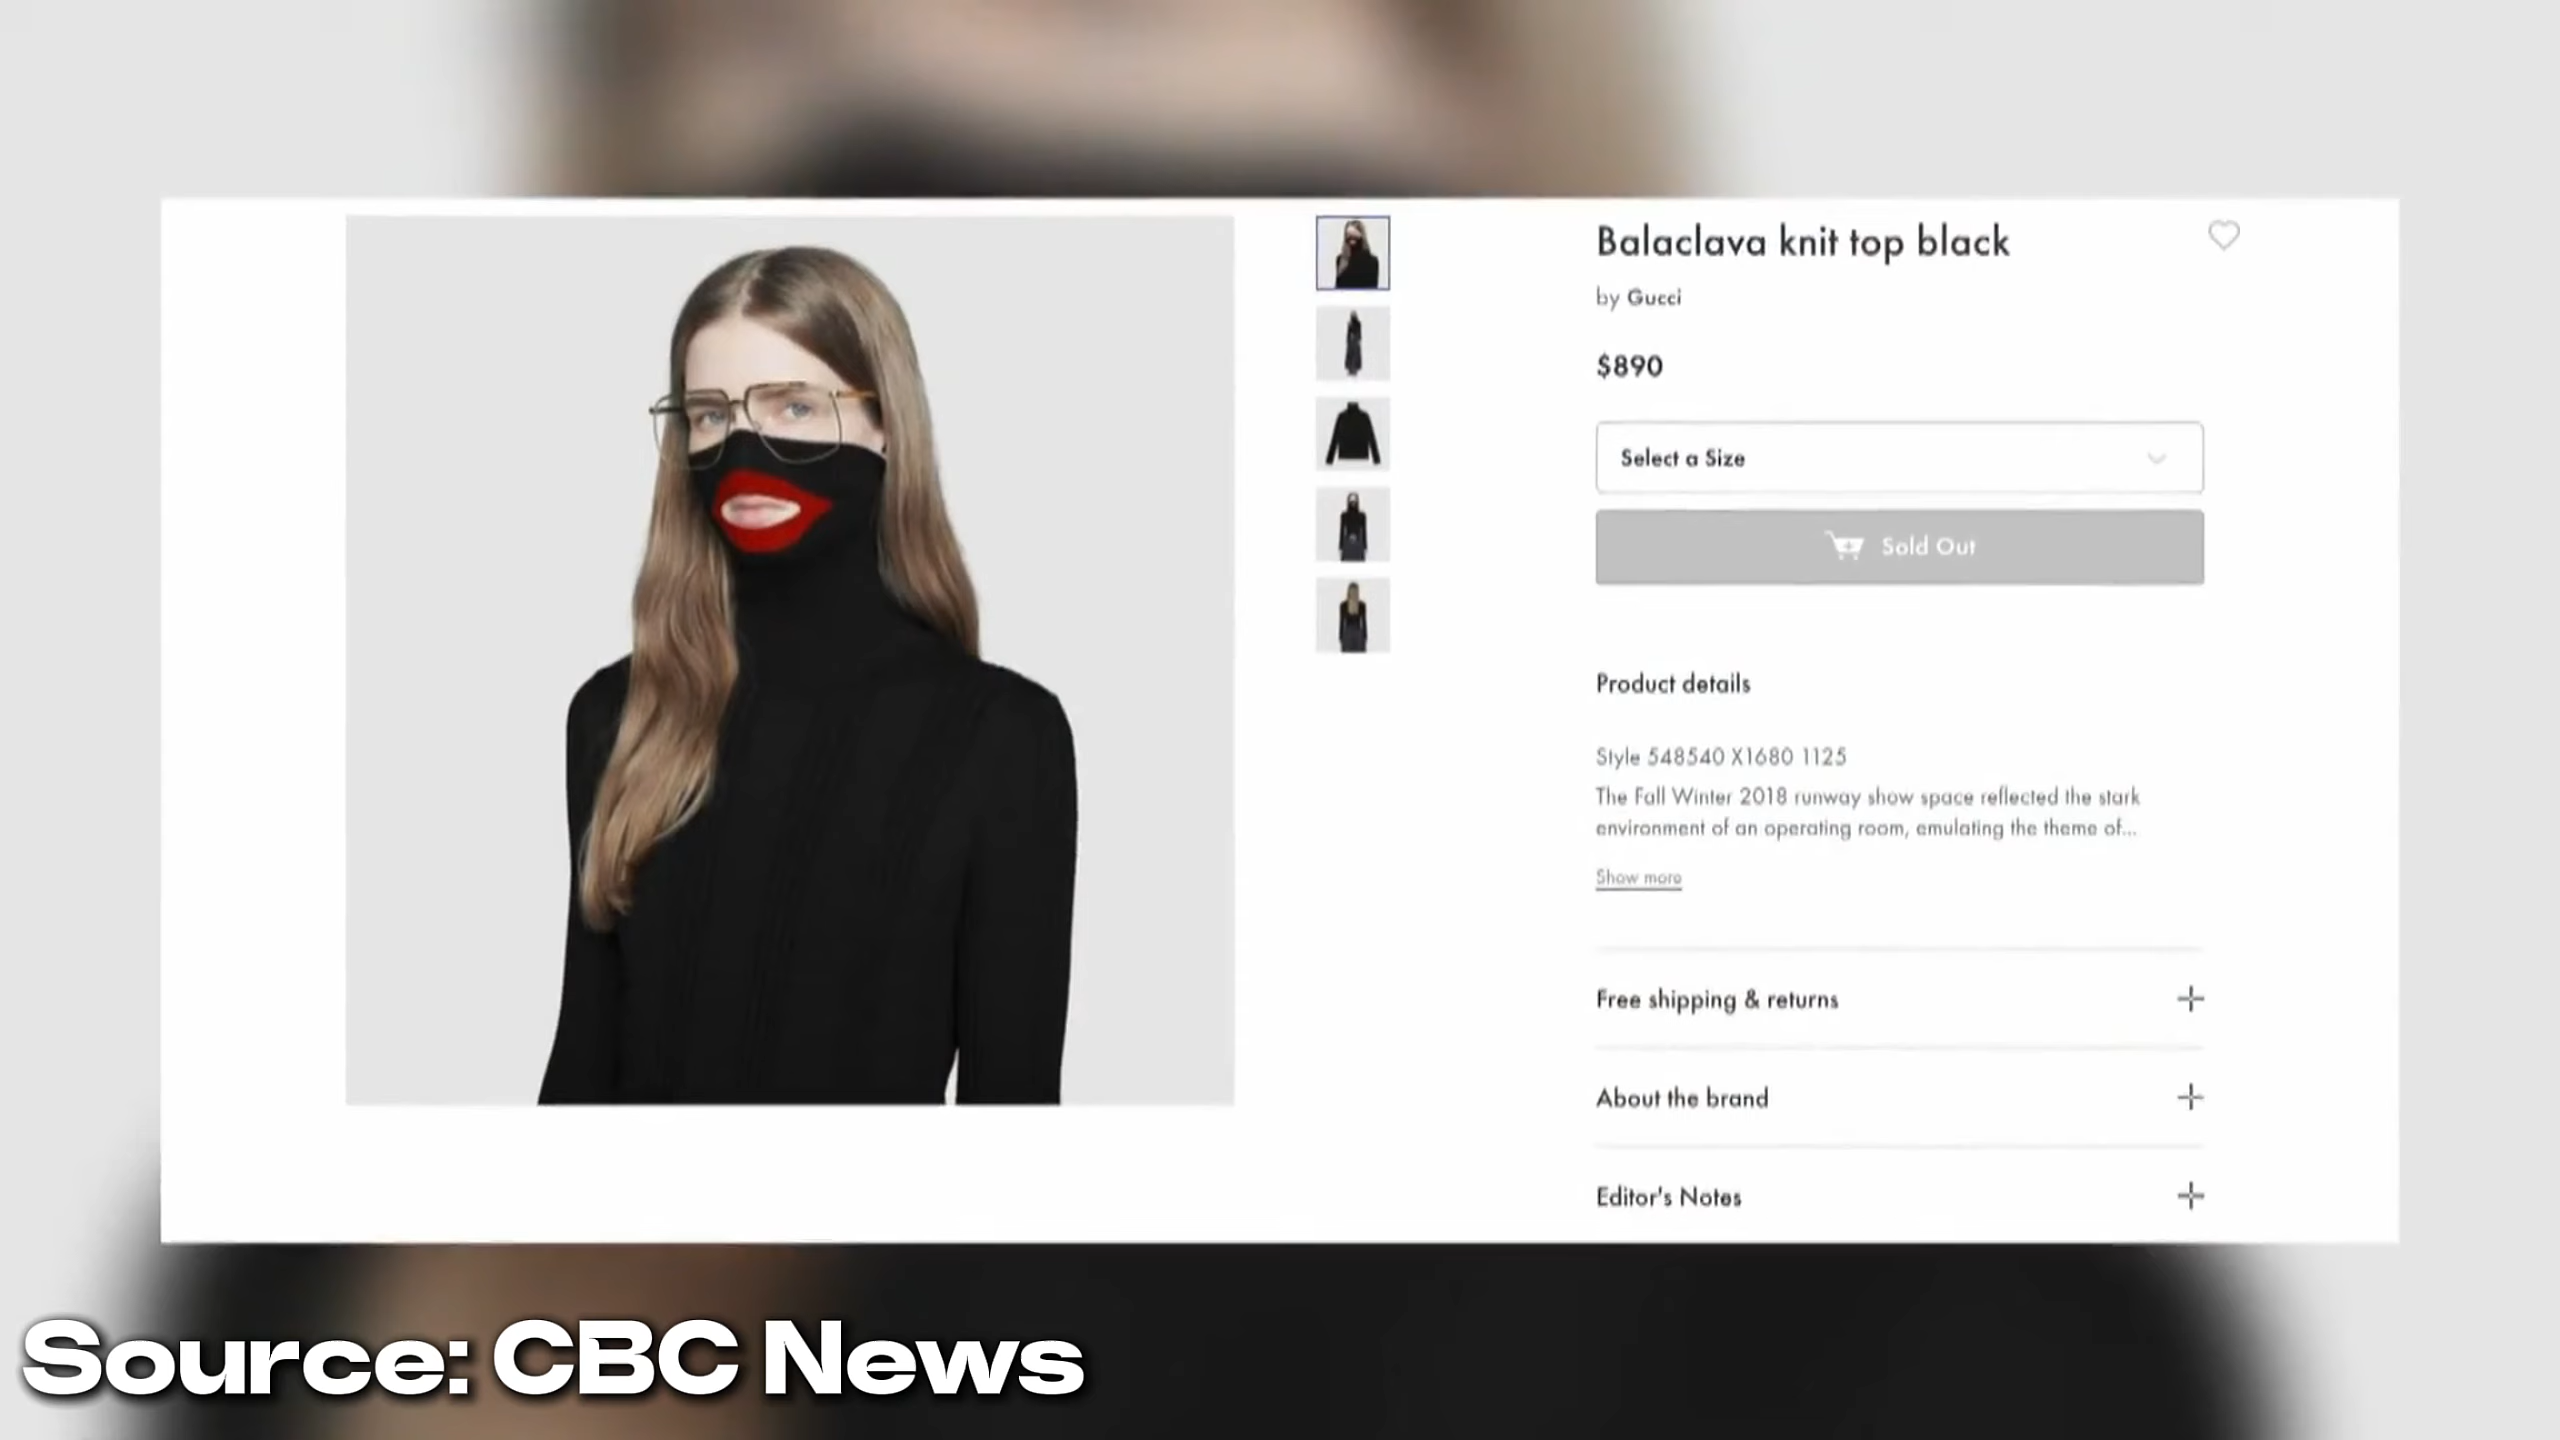 Balaclava knit top black
by Gucci
$890
Select a Size
Sold Out
Product details
Style 548540 X1680 1125
The Fall Winter 2018 runway show space reflected the stark
environment of an operating room, emulating the theme of...
Show more
Free shipping & returns
About the brand
Editor's Notes
Source: CBC News